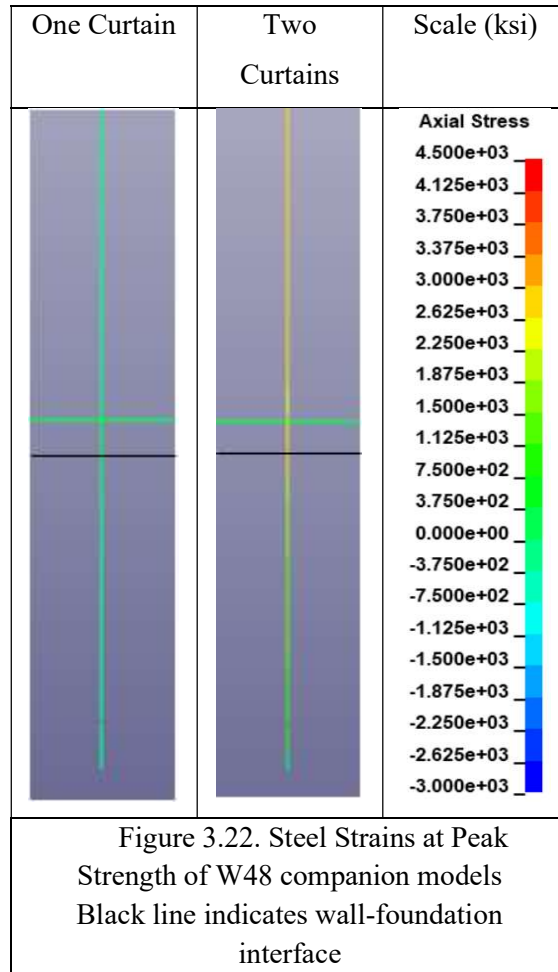 One Curtain
Two
Curtains
Scale (ksi)
Axial Stress
4.500e+03
4.125e+03
3.750e+03
3.375e+03
3.000e+03
2.625e+03
2.250e+03
1.875e+03
1.500e+03
1.125e+03
7.500e+02
3.750e+02
0.000e+00
-3.750e+02
-7.500e+02
-1.125e+03
-1.500e+03
-1.875e+03
-2.250e+03
-2.625e+03
-3.000e+03
Figure 3.22. Steel Strains at Peak
Strength of W48 companion models
Black line indicates wall-foundation
interface